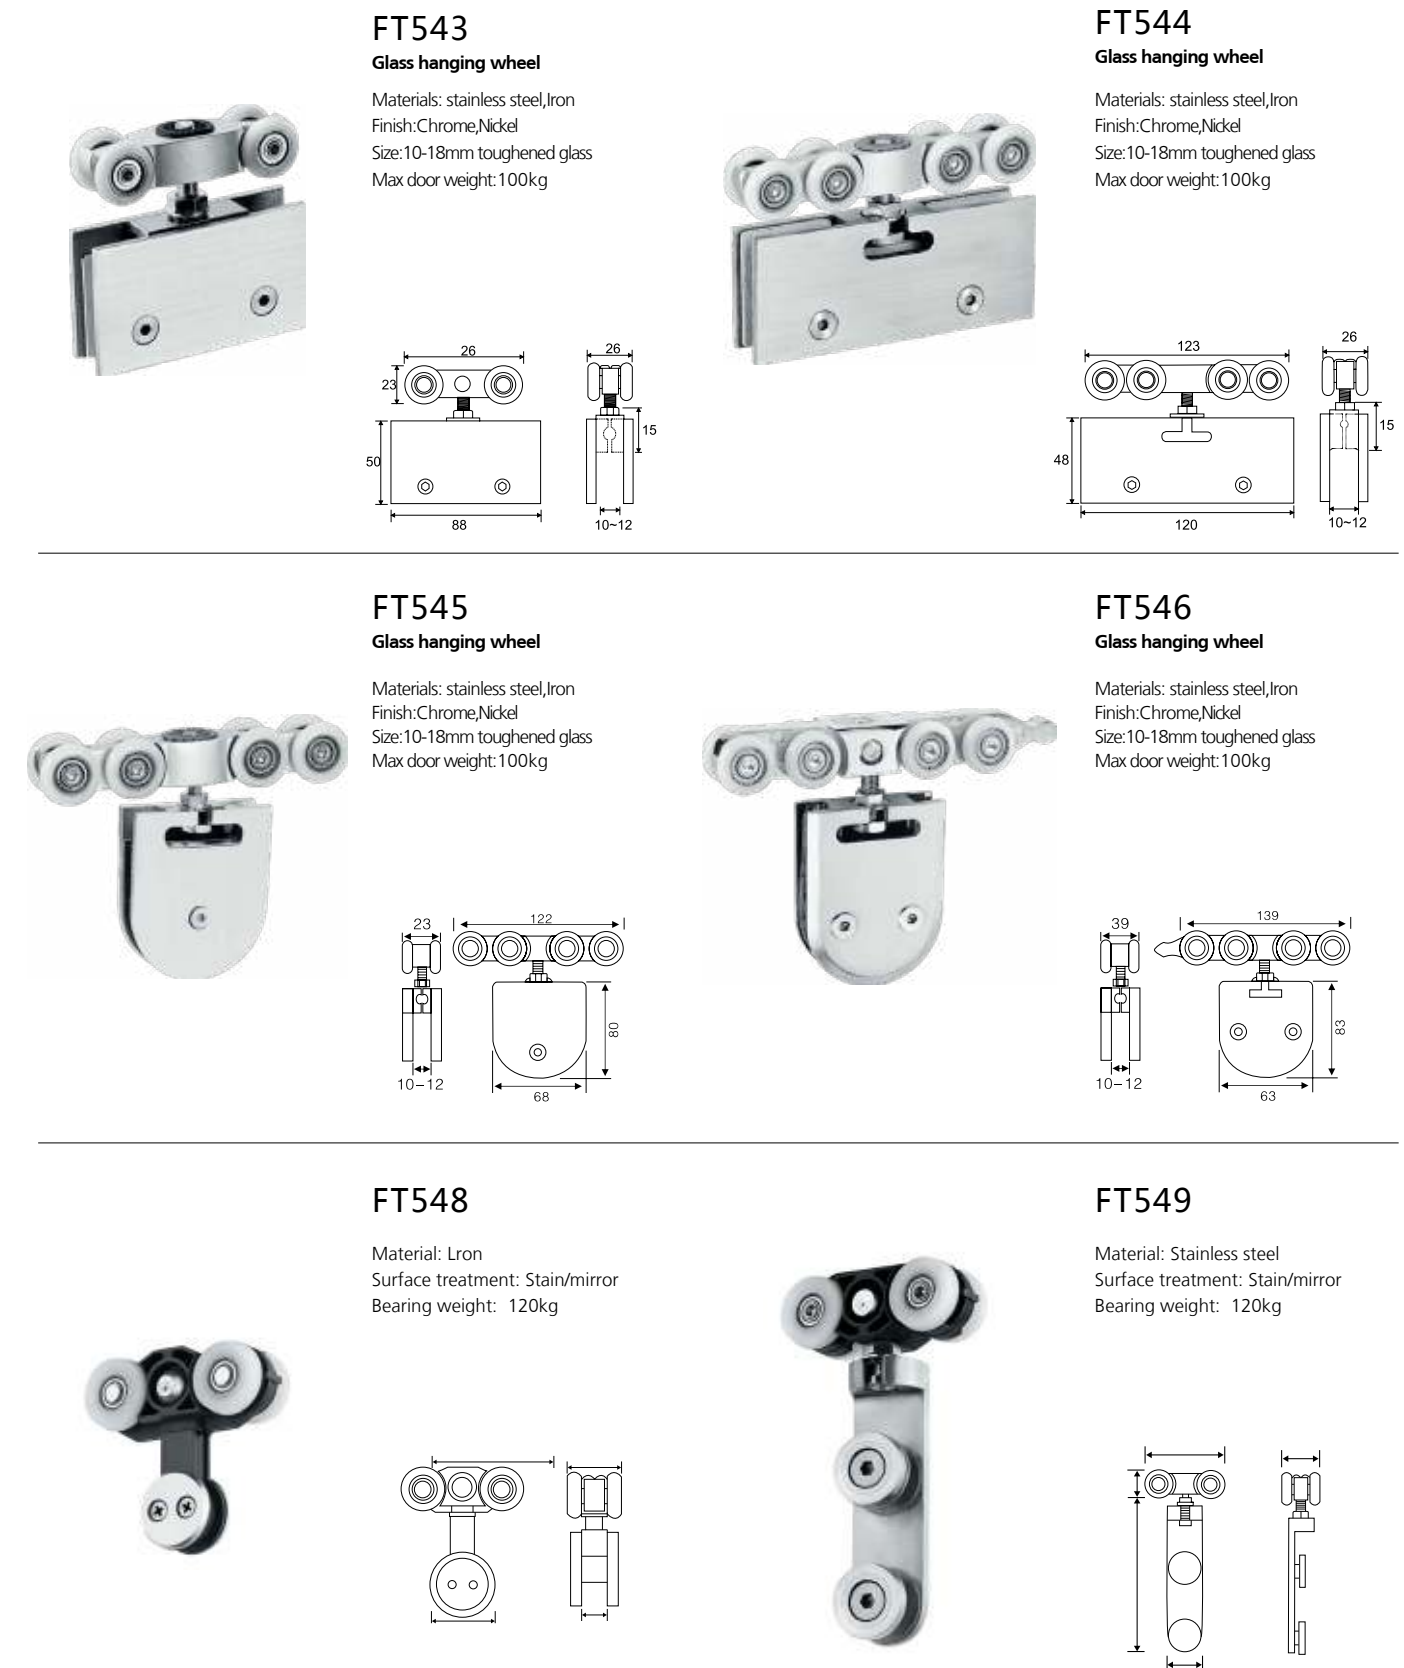 FT543
Glass hanging wheel
Materials: stainless steel,Iron
Finish:Chrome,Nickel
Size:10-18mm toughened glass
Max door weight:100kg
26
23
50
88
26
15
10~12
FT544
Glass hanging wheel
Materials: stainless steel,Iron
Finish:Chrome,Nickel
Size:10-18mm toughened glass
Max door weight:100kg
123
48
120
26
15
10~12
FT545
Glass hanging wheel
Materials: stainless steel,Iron
Finish:Chrome,Nickel
Size:10-18mm toughened glass
Max door weight:100kg
23
10-12
122
80
68
FT546
Glass hanging wheel
Materials: stainless steel,Iron
Finish:Chrome,Nickel
Size:10-18mm toughened glass
Max door weight:100kg
39
10-12
139
83
63
FT548
Material: Lron
Surface treatment: Stain/mirror
Bearing weight: 120kg
FT549
Material: Stainless steel
Surface treatment: Stain/mirror
Bearing weight: 120kg